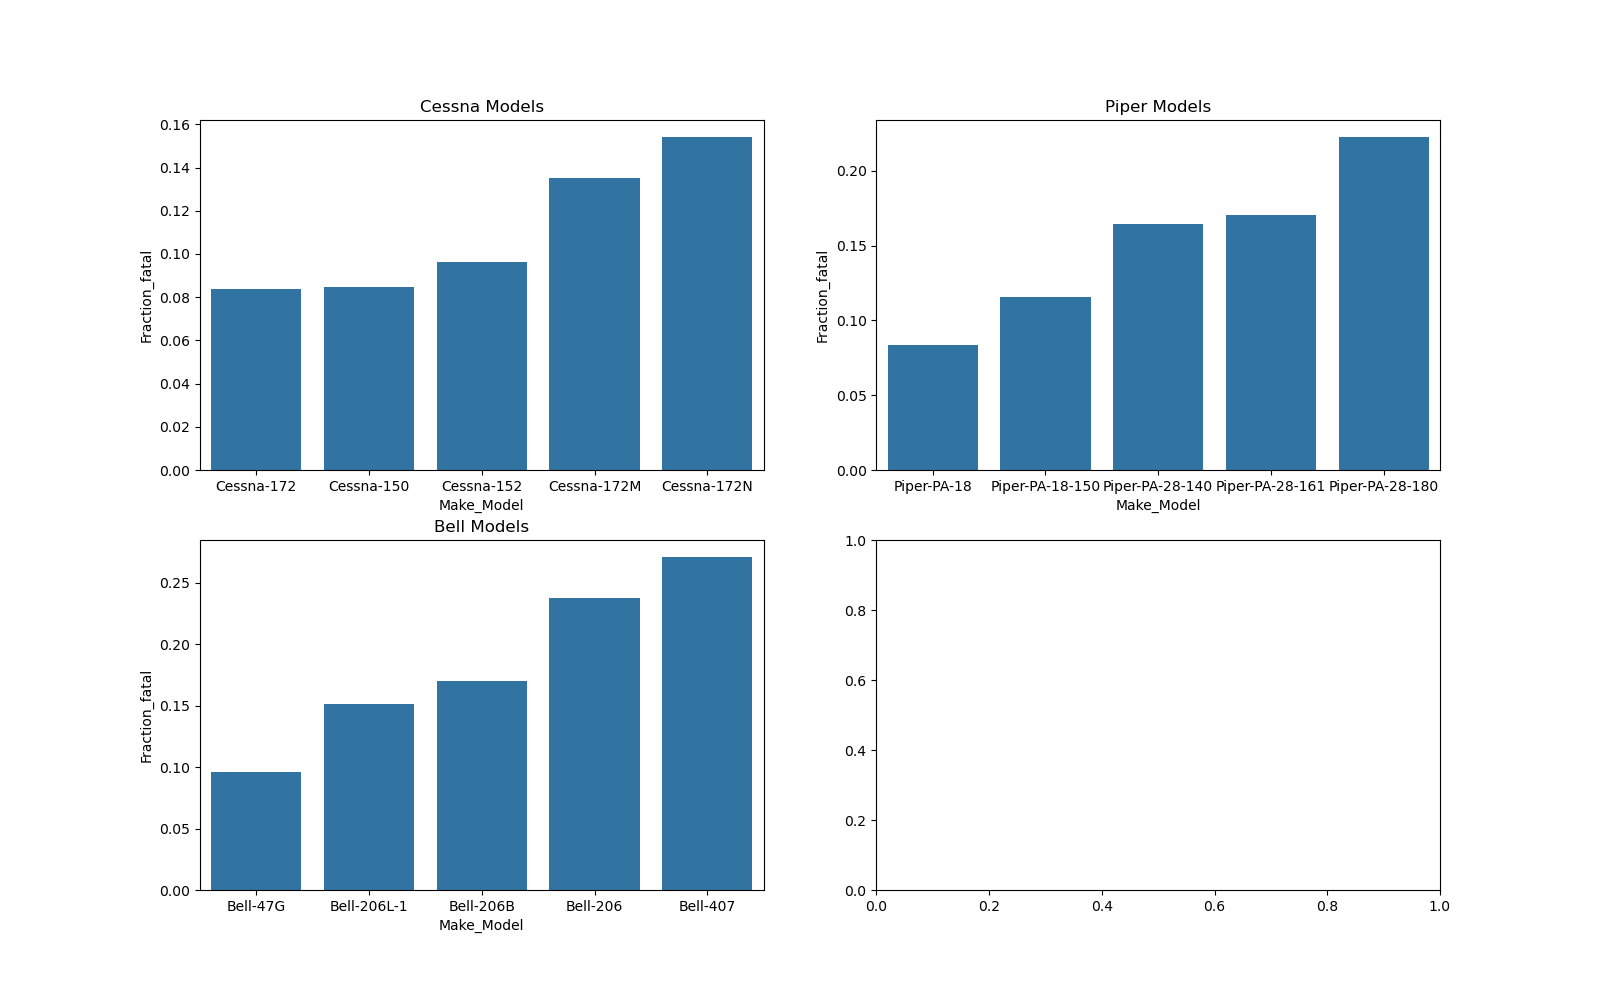 Cessna Models
0.16
0.14
0.12
0.10
0.08
0.06
0.04
0.02
0.00
Fraction_fatal
Cessna-172 Cessna-150 Cessna-152 Cessna-172M Cessna-172N
Make_Model
Piper Models
0.20
0.15
0.10
0.05
0.00
Fraction_fatal
Piper-PA-18 Piper-PA-18-150 Piper-PA-28-140 Piper-PA-28-161 Piper-PA-28-180
Make_Model
Bell Models
0.25
0.20
0.15
0.10
0.05
0.00
Fraction_fatal
Bell-47G Bell-206L-1 Bell-206B Bell-206 Bell-407
Make_Model
1.0
0.8
0.6
0.4
0.2
0.0
0.0 0.2 0.4 0.6 0.8 1.0